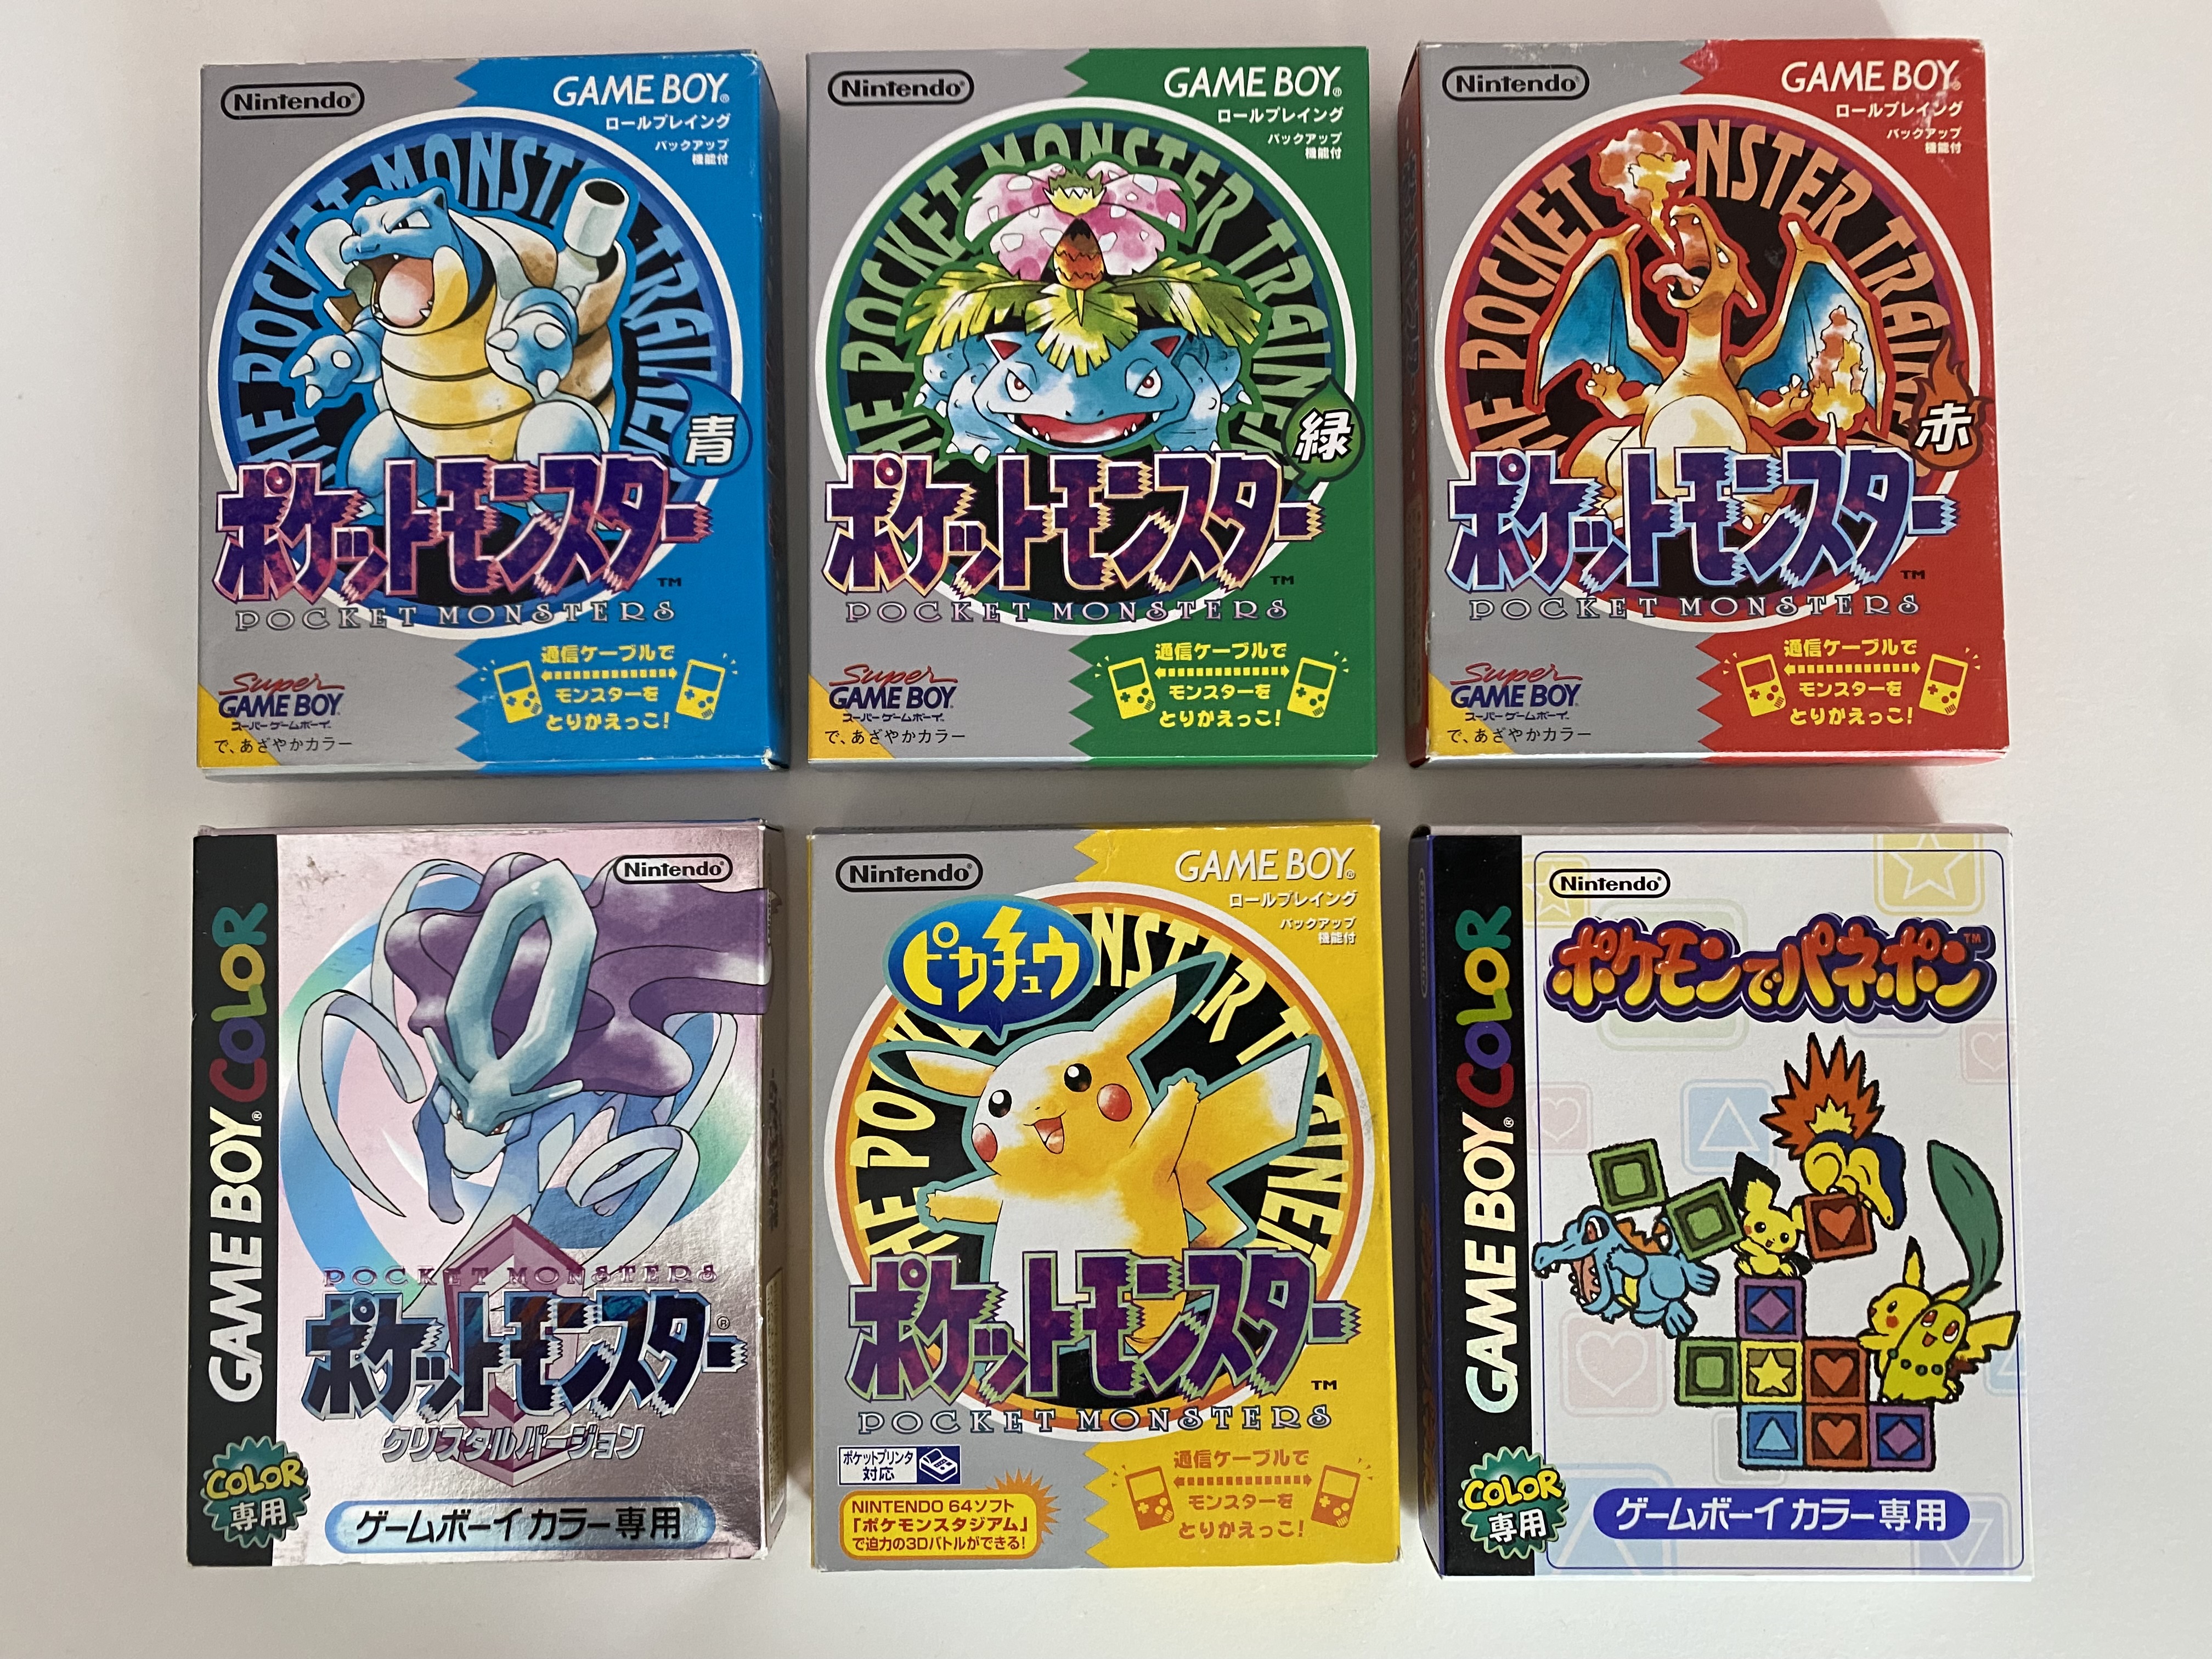 Nintendo®
GAME BOY®
ロールプレイング
バックアップ
機能付
POCKET MONSTER TRAINER
青
ポケットモンスター
TM
POCKET MONSTERS
通信ケーブルで
モンスターを
とりかえっこ!
Super
GAME BOY
スーパーゲームボーイ
で、あざやかカラー
Nintendo®
GAME BOY®
ロールプレイング
バックアップ
機能付
POCKET MONSTER TRAINER
緑
ポケットモンスター
TM
POCKET MONSTERS
通信ケーブルで
モンスターを
とりかえっこ!
Super
GAME BOY
スーパーゲームボーイ
で、あざやかカラー
Nintendo®
GAME BOY®
ロールプレイング
バックアップ
機能付
POCKET MONSTER TRAINER
赤
ポケットモンスター
TM
POCKET MONSTERS
通信ケーブルで
モンスターを
とりかえっこ!
Super
GAME BOY
スーパーゲームボーイ
で、あざやかカラー
GAME BOY® COLOR
Nintendo®
POCKET MONSTERS
ポケットモンスター®
クリスタルバージョン
COLOR
専用
ゲームボーイカラー専用
Nintendo®
GAME BOY®
ロールプレイング
バックアップ
機能付
ピカチュウ
POCKET MONSTER TRAINER
ポケットモンスター
TM
POCKET MONSTERS
ポケットプリンタ
対応
NINTENDO 64ソフト
「ポケモンスタジアム」
で迫力の3Dバトルができる!
通信ケーブルで
モンスターを
とりかえっこ!
GAME BOY® COLOR
Nintendo®
ポケモンでパネポン™
COLOR
専用
ゲームボーイカラー専用